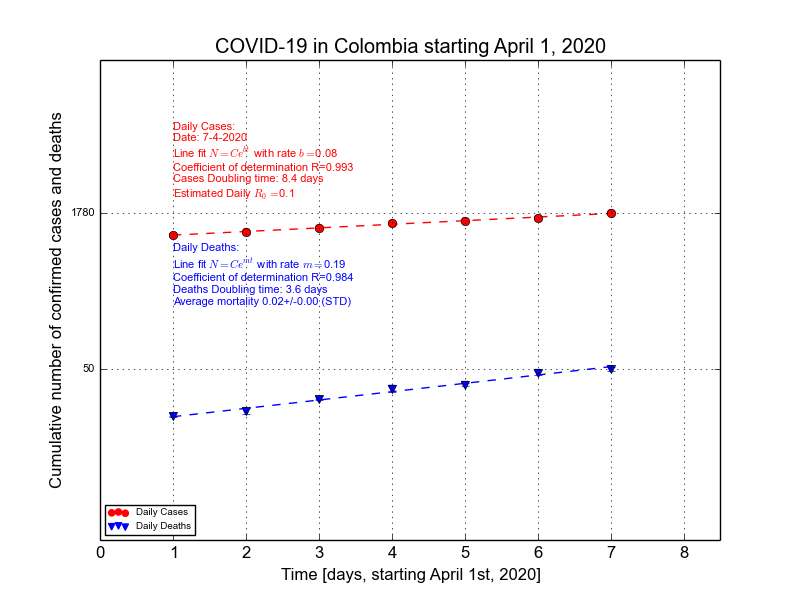 COVID-19 in Colombia starting April 1, 2020
Cumulative number of confirmed cases and deaths
Daily Cases:
Date: 7-4-2020
Line fit N = Ce^{bt} with rate b = 0.08
Coefficient of determination R=0.993
Cases Doubling time: 8.4 days
Estimated Daily R_0 = 0.1
1780
Daily Deaths:
Line fit N = Ce^{mt} with rate m = 0.19
Coefficient of determination R=0.984
Deaths Doubling time: 3.6 days
Average mortality 0.02+/-0.00 (STD)
50
Daily Cases
Daily Deaths
0 1 2 3 4 5 6 7 8
Time [days, starting April 1st, 2020]